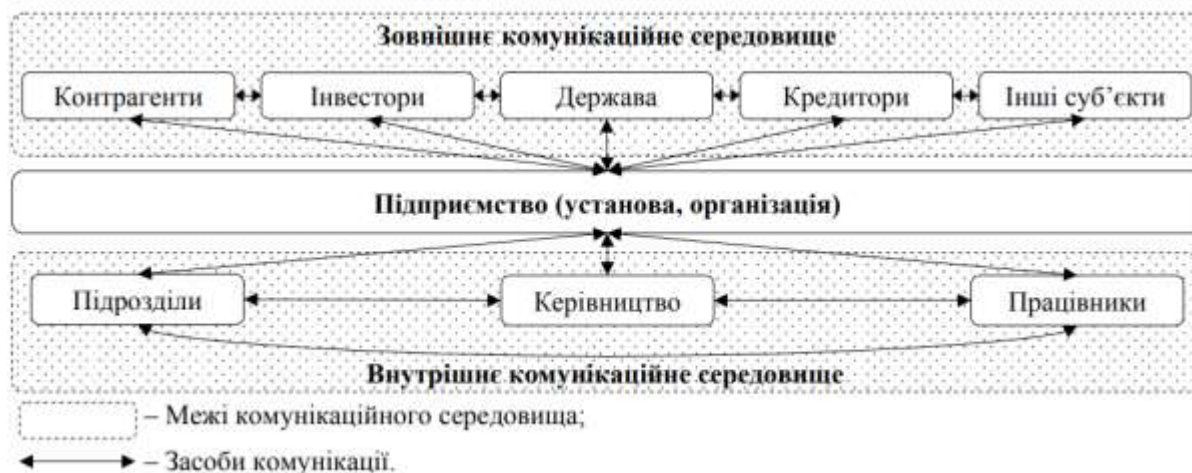 Зовнішнє комунікаційне середовище
Контрагенти
Інвестори
Держава
Кредитори
Інші суб’єкти
Підприємство (установа, організація)
Підрозділи
Керівництво
Працівники
Внутрішнє комунікаційне середовище
– Межі комунікаційного середовища;
– Засоби комунікації.